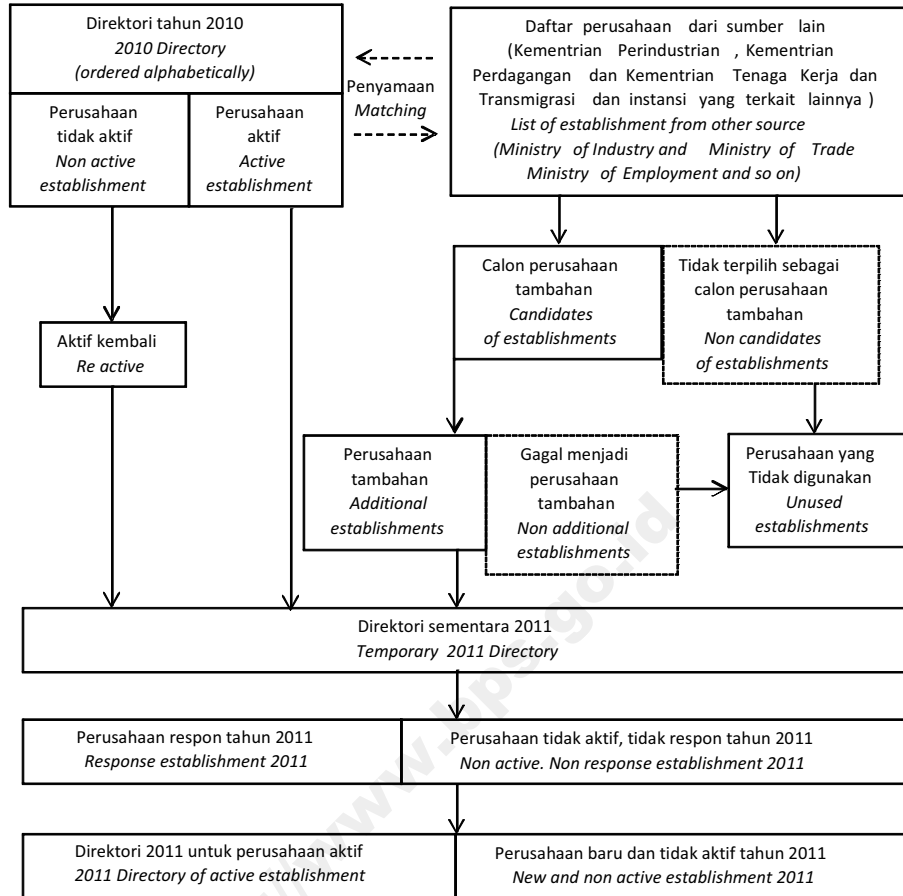 Direktori tahun 2010
2010 Directory
(ordered alphabetically)
Perusahaan
tidak aktif
Non active
establishment
Perusahaan
aktif
Active
establishment
Penyamaan
Matching
Daftar perusahaan dari sumber lain
(Kementrian Perindustrian , Kementrian
Perdagangan dan Kementrian Tenaga Kerja dan
Transmigrasi dan instansi yang terkait lainnya )
List of establishment from other source
(Ministry of Industry and Ministry of Trade
Ministry of Employment and so on)
Calon perusahaan
tambahan
Candidates
of establishments
Tidak terpilih sebagai
calon perusahaan
tambahan
Non candidates
of establishments
Aktif kembali
Re active
Perusahaan
tambahan
Additional
establishments
Gagal menjadi
perusahaan
tambahan
Non additional
establishments
Perusahaan yang
Tidak digunakan
Unused
establishments
Direktori sementara 2011
Temporary 2011 Directory
Perusahaan respon tahun 2011
Response establishment 2011
Perusahaan tidak aktif, tidak respon tahun 2011
Non active. Non response establishment 2011
Direktori 2011 untuk perusahaan aktif
2011 Directory of active establishment
Perusahaan baru dan tidak aktif tahun 2011
New and non active establishment 2011
/www.bps.go.id